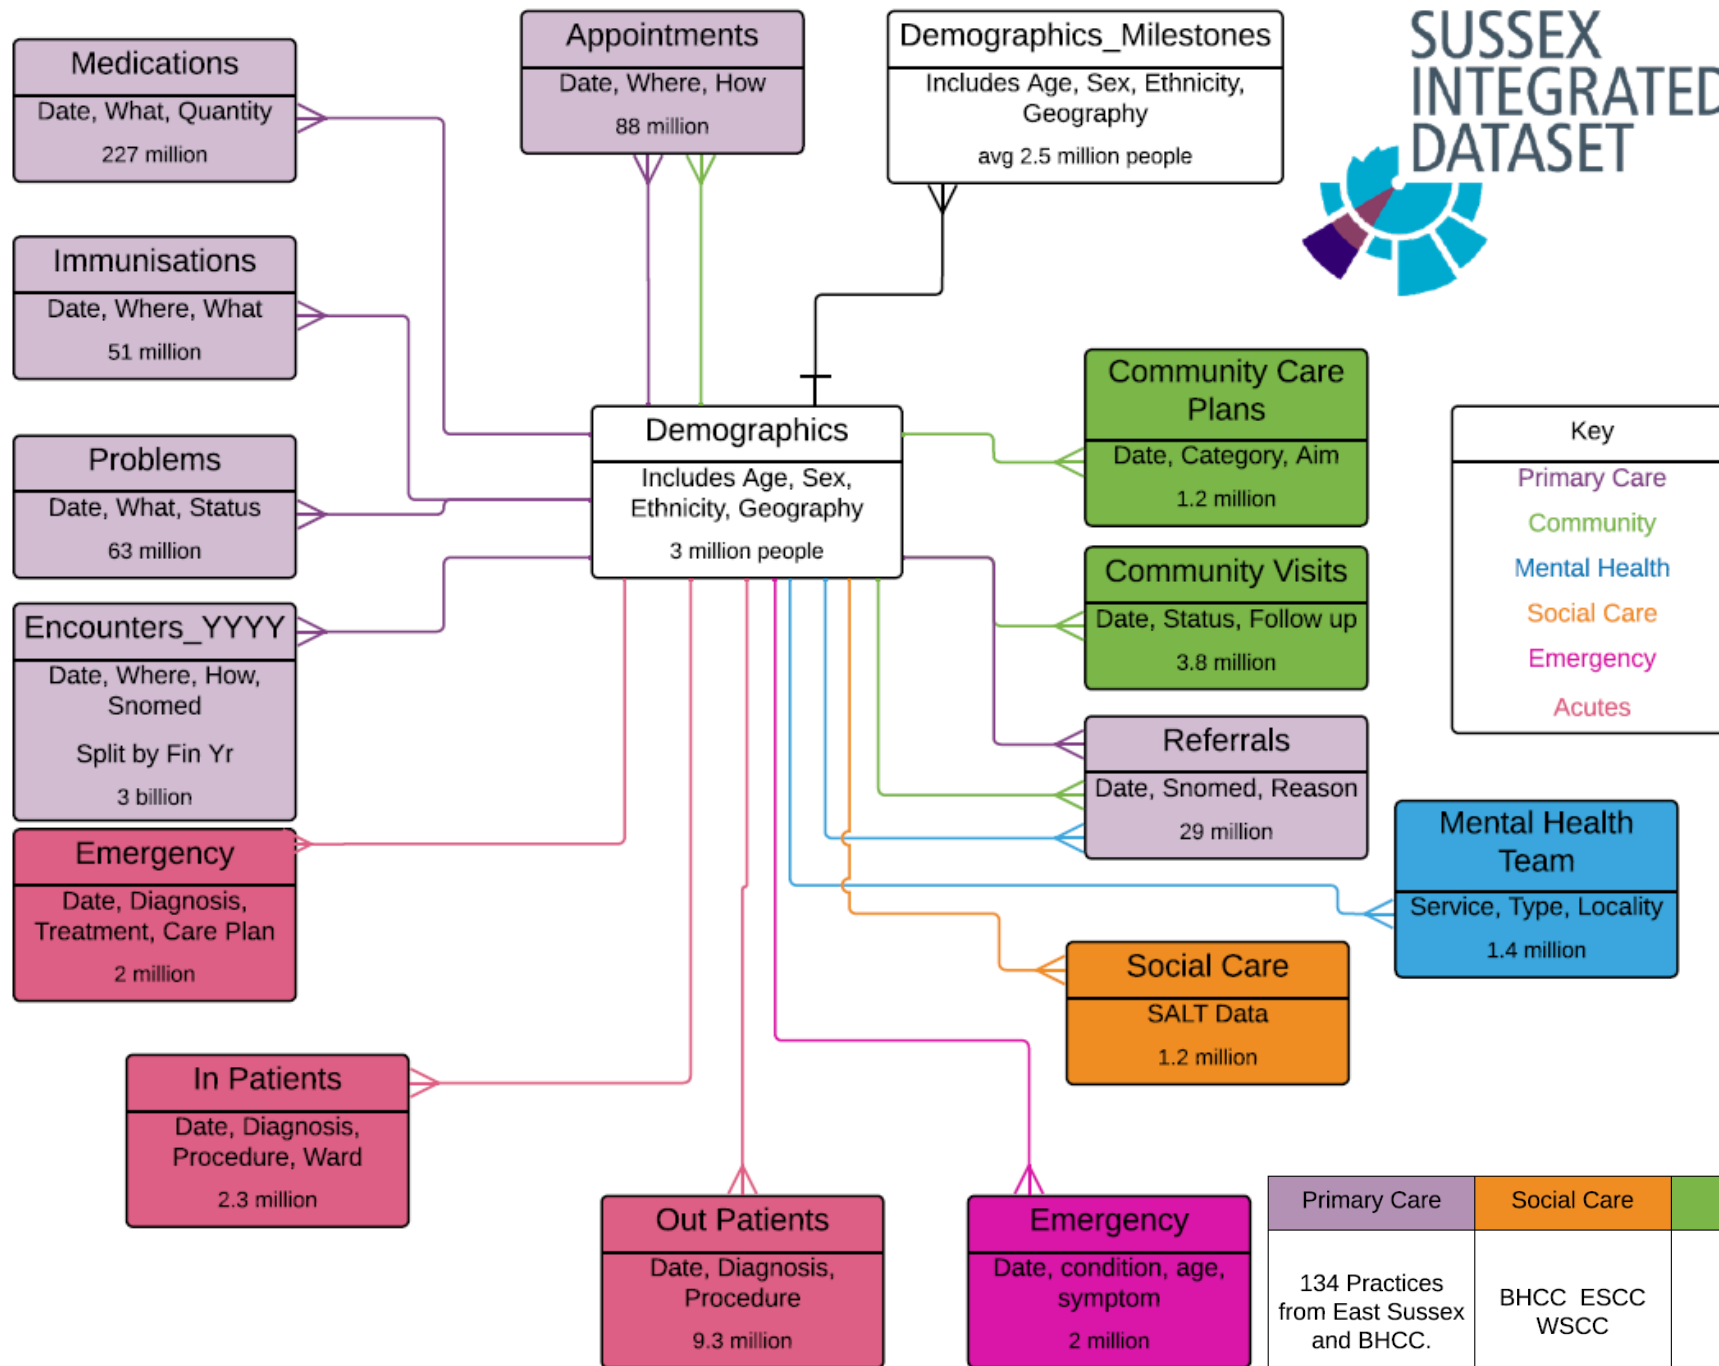 Medications
Date, What, Quantity
227 million
Appointments
Date, Where, How
88 million
Demographics_Milestones
Includes Age, Sex, Ethnicity,
Geography
avg 2.5 million people
SUSSEX
INTEGRATED
DATASET
Immunisations
Date, Where, What
51 million
Problems
Date, What, Status
63 million
Encounters_YYYY
Date, Where, How,
Snomed
Split by Fin Yr
3 billion
Demographics
Includes Age, Sex,
Ethnicity, Geography
3 million people
Community Care
Plans
Date, Category, Aim
1.2 million
Community Visits
Date, Status, Follow up
3.8 million
Referrals
Date, Snomed, Reason
29 million
Key
Primary Care
Community
Mental Health
Social Care
Emergency
Acutes
Mental Health
Team
Service, Type, Locality
1.4 million
Emergency
Date, Diagnosis,
Treatment, Care Plan
2 million
Social Care
SALT Data
1.2 million
In Patients
Date, Diagnosis,
Procedure, Ward
2.3 million
Out Patients
Date, Diagnosis,
Procedure
9.3 million
Emergency
Date, condition, age,
symptom
2 million
Primary Care
Social Care
134 Practices
from East Sussex
and BHCC.
BHCC ESCC
WSCC